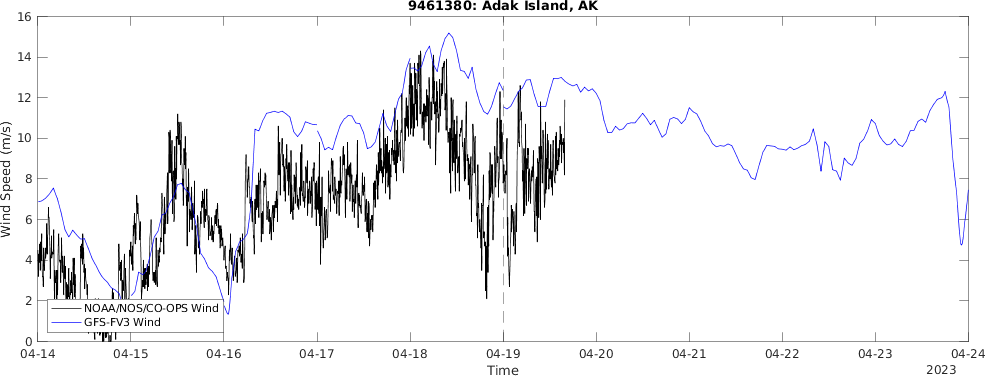 9461380: Adak Island, AK
16
14
12
10
8
6
4
2
0
Wind Speed (m/s)
NOAA/NOS/CO-OPS Wind
GFS-FV3 Wind
04-14 04-15 04-16 04-17 04-18 04-19 04-20 04-21 04-22 04-23 04-24
Time
2023